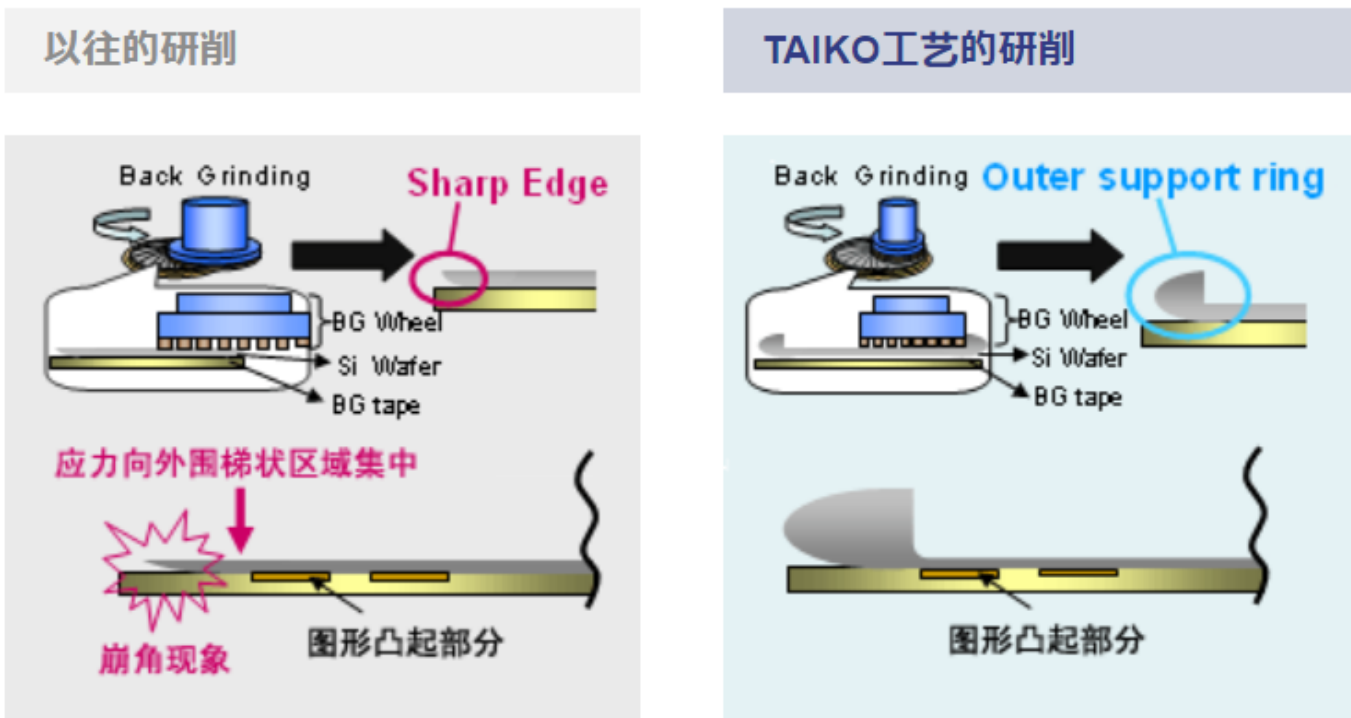 以往的研削
Back Grinding
Sharp Edge
BG Wheel
Si Wafer
BG tape
应力向外围梯状区域集中
图形凸起部分
崩角现象
TAIKO工艺的研削
Back Grinding
Outer support ring
BG Wheel
Si Wafer
BG tape
图形凸起部分